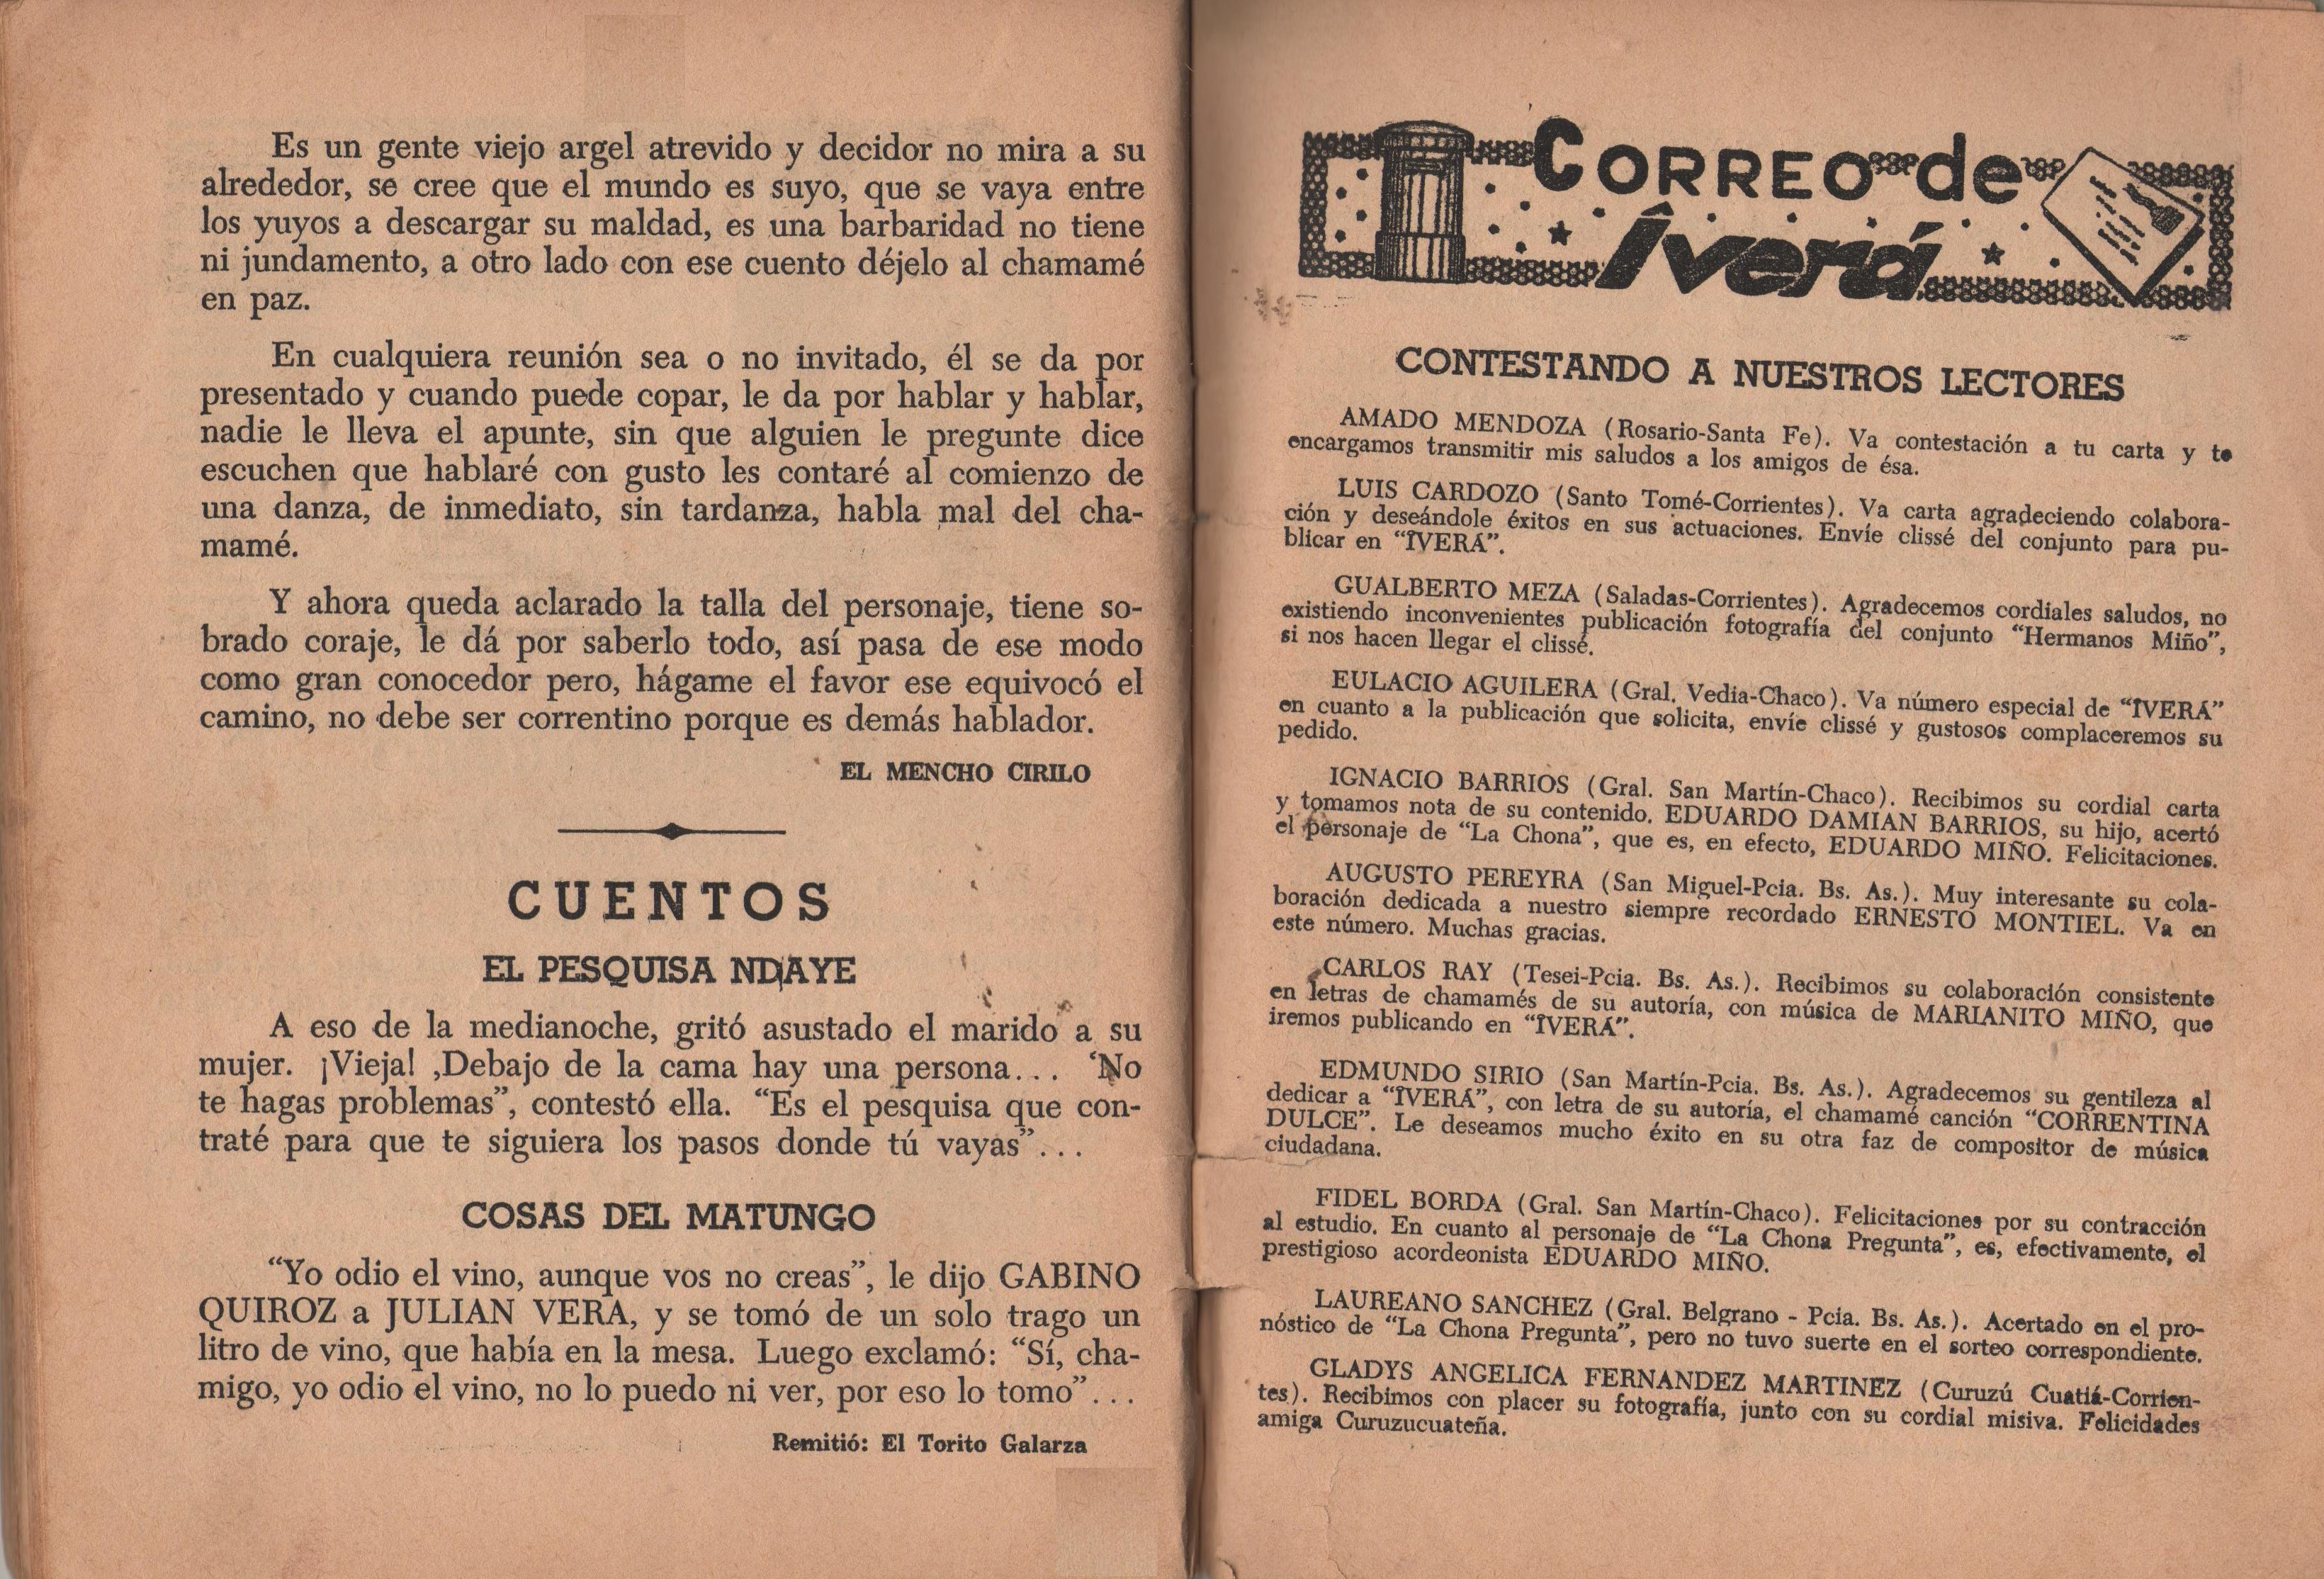 Es un gente viejo argel atrevido y decidor no mira a su
alrededor, se cree que el mundo es suyo, que se vaya entre
los yuyos a descargar su maldad, es una barbaridad no tiene
ni jundamento, a otro lado con ese cuento déjelo al chamamé
en paz.
En cualquiera reunión sea o no invitado, él se da por
presentado y cuando puede copar, le da por hablar y hablar,
nadie le lleva el apunte, sin que alguien le pregunte dice
escuchen que hablaré con gusto les contaré al comienzo de
una danza, de inmediato, sin tardanza, habla mal del cha-
mamé.
Y ahora queda aclarado la talla del personaje, tiene so-
brado coraje, le dá por saberlo todo, así pasa de ese modo
como gran conocedor pero, hágame el favor ese equivocó el
camino, no debe ser correntino porque es demás hablador.
EL MENCHO CIRILO
CUENTOS
EL PESQUISA NDAYE
A eso de la medianoche, gritó asustado el marido a su
mujer. ¡Vieja! ,Debajo de la cama hay una persona... ‘No
te hagas problemas”, contestó ella. “Es el pesquisa que con-
traté para que te siguiera los pasos donde tú vayas”...
COSAS DEL MATUNGO
“Yo odio el vino, aunque vos no creas”, le dijo GABINO
QUIROZ a JULIAN VERA, y se tomó de un solo trago un
litro de vino, que había en la mesa. Luego exclamó: “Sí, cha-
migo, yo odio el vino, no lo puedo ni ver, por eso lo tomo”...
Remitió: El Torito Galarza
CORREO de
Îverá
CONTESTANDO A NUESTROS LECTORES
AMADO MENDOZA (Rosario-Santa Fe). Va contestación a tu carta y te
encargamos transmitir mis saludos a los amigos de ésa.
LUIS CARDOZO (Santo Tomé-Corrientes). Va carta agradeciendo colabora-
ción y deseándole éxitos en sus actuaciones. Envíe clissé del conjunto para pu-
blicar en “ÎVERÁ”.
GUALBERTO MEZA (Saladas-Corrientes). Agradecemos cordiales saludos, no
existiendo inconvenientes publicación fotografía del conjunto “Hermanos Miño”,
si nos hacen llegar el clissé.
EULACIO AGUILERA (Gral. Vedia-Chaco). Va número especial de “ÎVERÁ”
en cuanto a la publicación que solicita, envíe clissé y gustosos complaceremos su
pedido.
IGNACIO BARRIOS (Gral. San Martín-Chaco). Recibimos su cordial carta
y tomamos nota de su contenido. EDUARDO DAMIAN BARRIOS, su hijo, acertó
el personaje de “La Chona”, que es, en efecto, EDUARDO MIÑO. Felicitaciones.
AUGUSTO PEREYRA (San Miguel-Pcia. Bs. As.). Muy interesante su cola-
boración dedicada a nuestro siempre recordado ERNESTO MONTIEL. Va en
este número. Muchas gracias.
CARLOS RAY (Tesei-Pcia. Bs. As.). Recibimos su colaboración consistente
en letras de chamamés de su autoría, con música de MARIANITO MIÑO, que
iremos publicando en “ÎVERÁ”.
EDMUNDO SIRIO (San Martín-Pcia. Bs. As.). Agradecemos su gentileza al
dedicar a “ÎVERÁ”, con letra de su autoría, el chamamé canción “CORRENTINA
DULCE”. Le deseamos mucho éxito en su otra faz de compositor de música
ciudadana.
FIDEL BORDA (Gral. San Martín-Chaco). Felicitaciones por su contracción
al estudio. En cuanto al personaje de “La Chona Pregunta”, es, efectivamente, el
prestigioso acordeonista EDUARDO MIÑO.
LAUREANO SANCHEZ (Gral. Belgrano - Pcia. Bs. As.). Acertado en el pro-
nóstico de “La Chona Pregunta”, pero no tuvo suerte en el sorteo correspondiente.
GLADYS ANGELICA FERNANDEZ MARTINEZ (Curuzú Cuatiá-Corrien-
tes). Recibimos con placer su fotografía, junto con su cordial misiva. Felicidades
amiga Curuzucuateña.